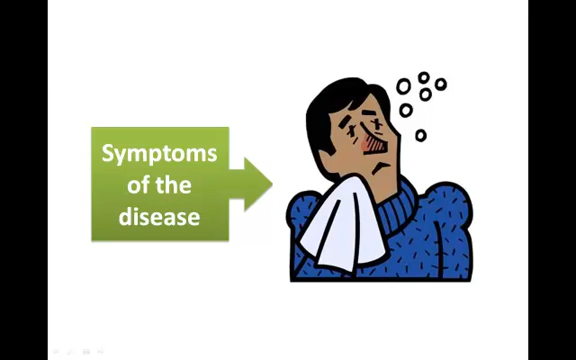 Symptoms
of the
disease